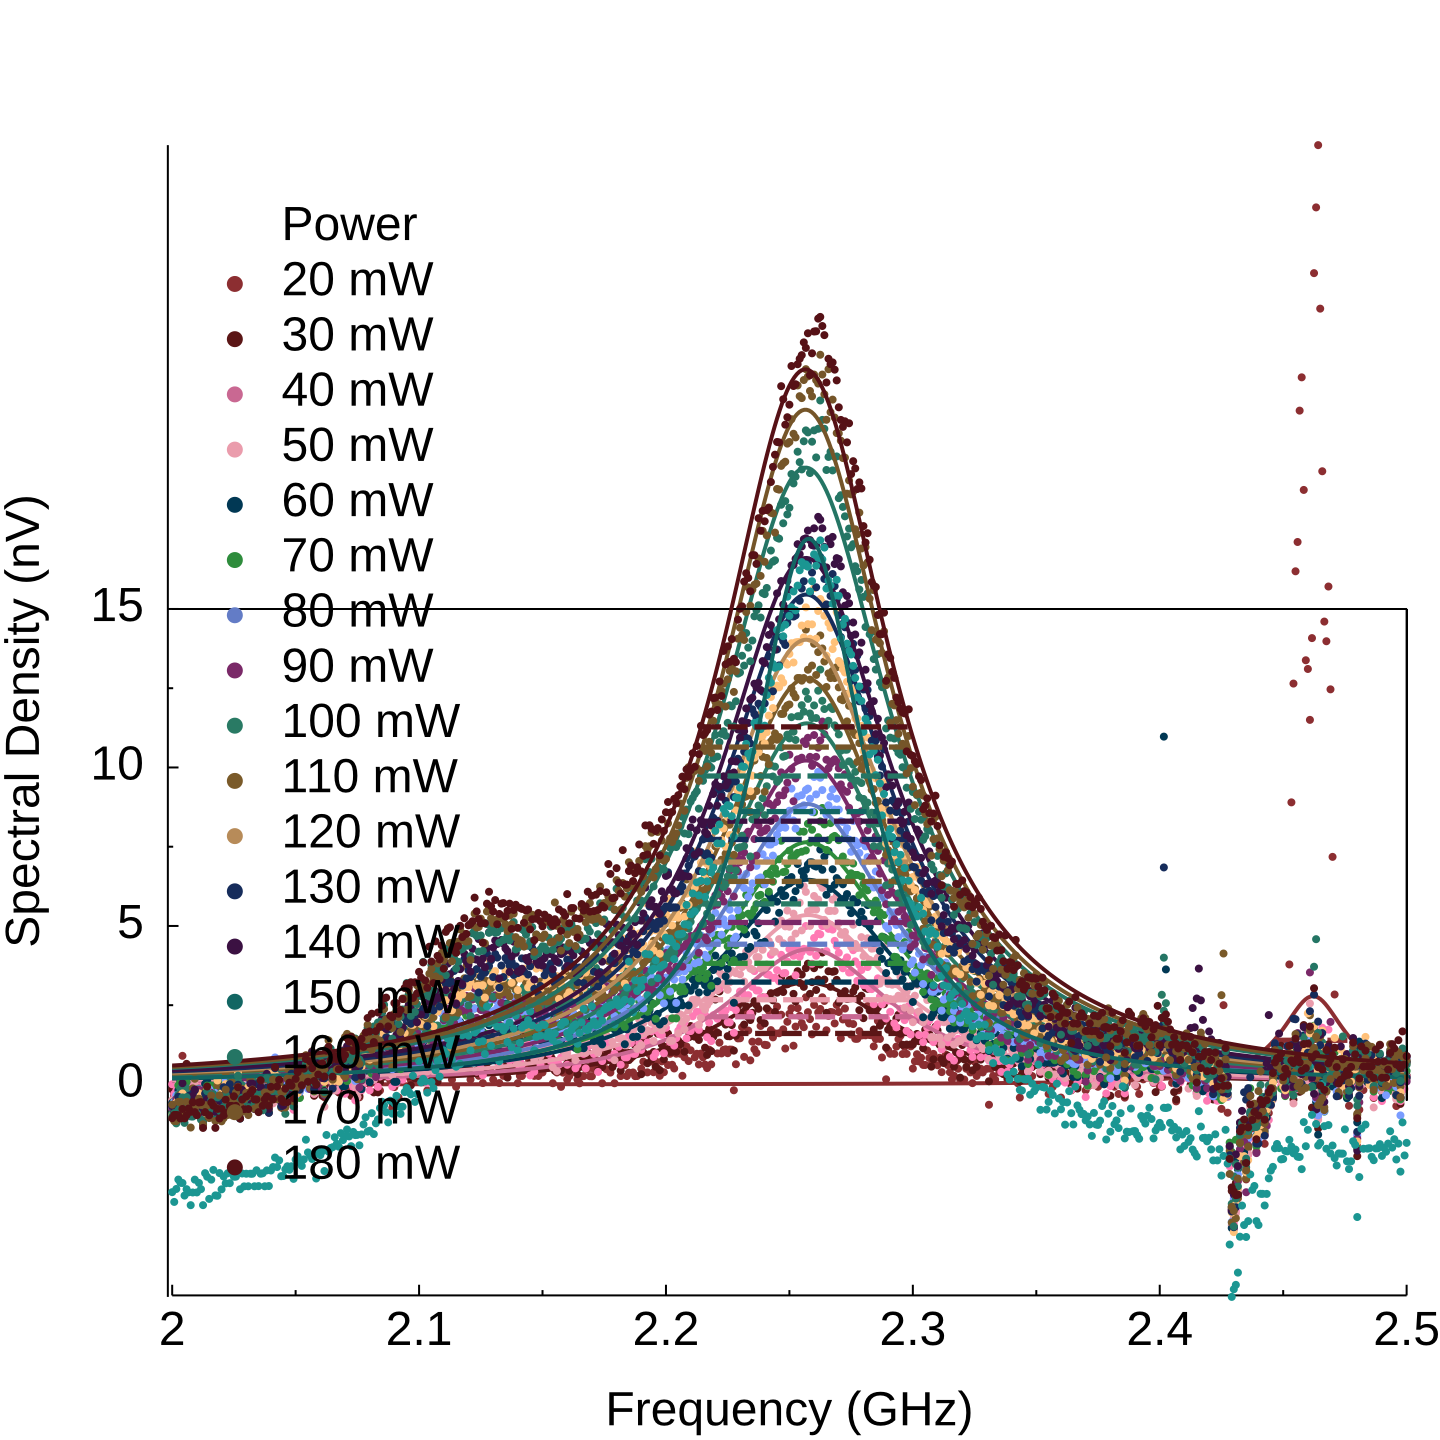 Power
20 mW
30 mW
40 mW
50 mW
60 mW
70 mW
80 mW
90 mW
100 mW
110 mW
120 mW
130 mW
140 mW
150 mW
160 mW
170 mW
180 mW
Spectral Density (nV)
15
10
5
0
2 2.1 2.2 2.3 2.4 2.5
Frequency (GHz)